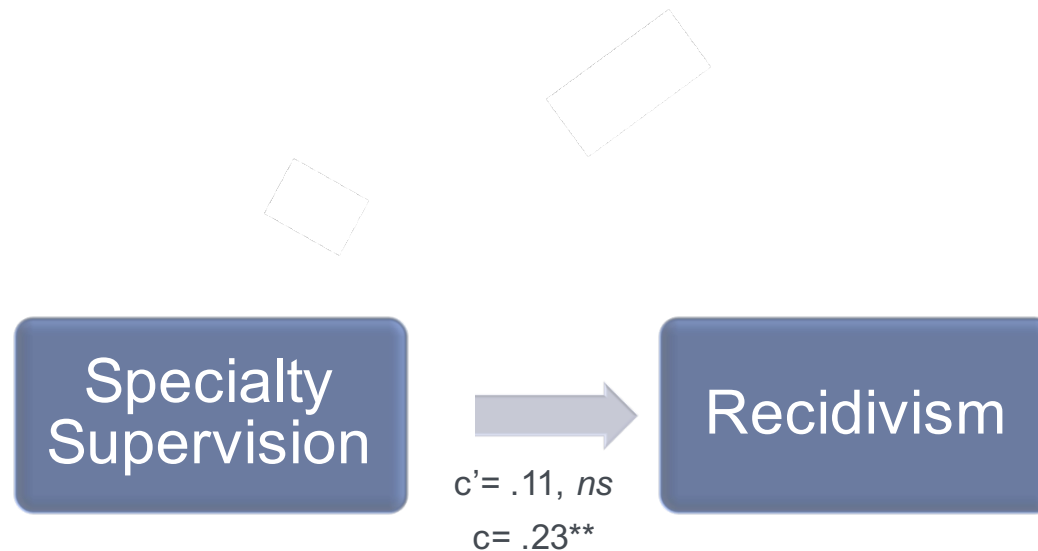 Specialty
Supervision
Recidivism
c’= .11, ns
c= .23**